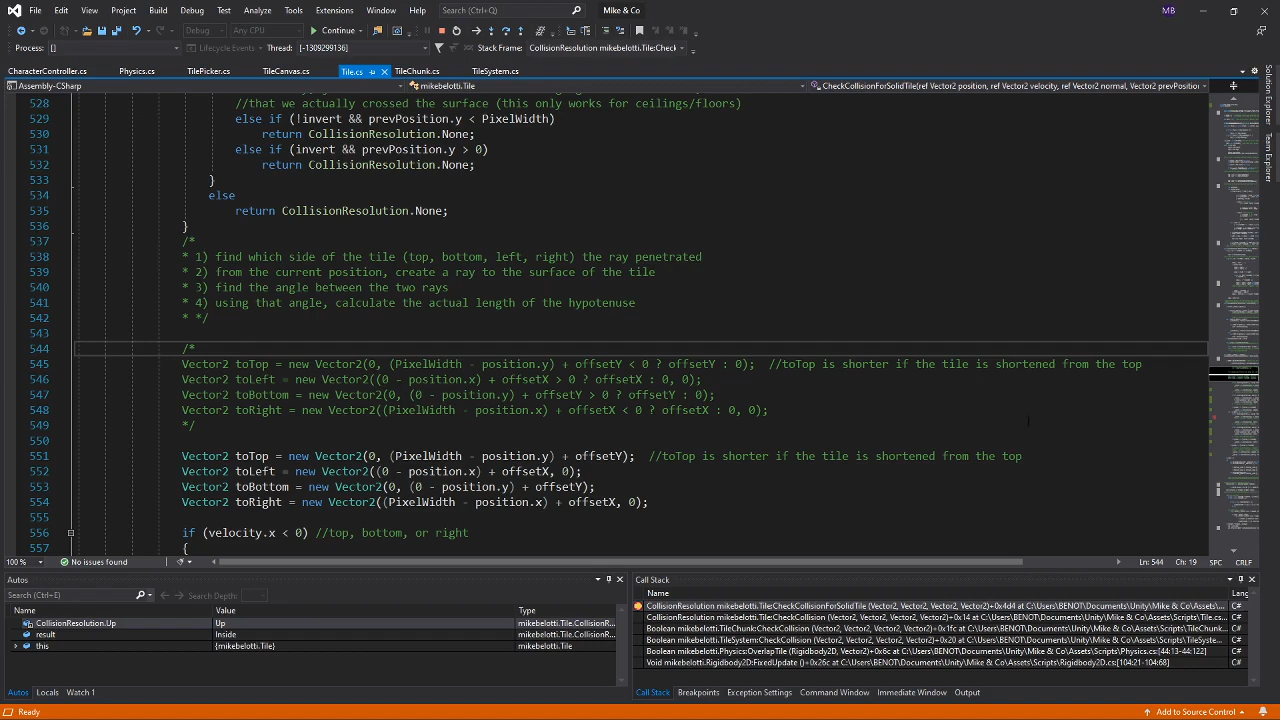 File Edit View Project Build Debug Test Analyze Tools Extensions Window Help Search (Ctrl+Q) Mike & Co MB
Debug Any CPU Continue
Process: [] Lifecycle Events Thread: [-1309299136] Stack Frame: CollisionResolution mikebelotti.Tile:Check
CharacterController.cs Physics.cs TilePicker.cs TileCanvas.cs Tile.cs TileChunk.cs TileSystem.cs
Assembly-CSharp mikebelotti.Tile CheckCollisionForSolidTile(ref Vector2 position, ref Vector2 velocity, ref Vector2 normal, Vector2 prevPosition
528 //that we actually crossed the surface (this only works for ceilings/floors)
529 else if (!invert && prevPosition.y < PixelWidth)
530 return CollisionResolution.None;
531 else if (invert && prevPosition.y > 0)
532 return CollisionResolution.None;
533 }
534 else
535 return CollisionResolution.None;
536 }
537 /*
538 * 1) find which side of the tile (top, bottom, left, right) the ray penetrated
539 * 2) from the current position, create a ray to the surface of the tile
540 * 3) find the angle between the two rays
541 * 4) using that angle, calculate the actual length of the hypotenuse
542 * */
543
544 /*
545 Vector2 toTop = new Vector2(0, (PixelWidth - position.y) + offsetY < 0 ? offsetY : 0); //toTop is shorter if the tile is shortened from the top
546 Vector2 toLeft = new Vector2((0 - position.x) + offsetX > 0 ? offsetX : 0, 0);
547 Vector2 toBottom = new Vector2(0, (0 - position.y) + offsetY > 0 ? offsetY : 0);
548 Vector2 toRight = new Vector2((PixelWidth - position.x) + offsetX < 0 ? offsetX : 0, 0);
549 */
550
551 Vector2 toTop = new Vector2(0, (PixelWidth - position.y) + offsetY); //toTop is shorter if the tile is shortened from the top
552 Vector2 toLeft = new Vector2((0 - position.x) + offsetX, 0);
553 Vector2 toBottom = new Vector2(0, (0 - position.y) + offsetY);
554 Vector2 toRight = new Vector2((PixelWidth - position.x) + offsetX, 0);
555
556 if (velocity.x < 0) //top, bottom, or right
557 {
100 % No issues found Ln: 544 Ch: 19 SPC CRLF
Autos
Search (Ctrl+E) Search Depth:
Name Value Type
CollisionResolution.Up Up mikebelotti.Tile.CollisionR...
result Inside mikebelotti.Tile.CollisionR...
this {mikebelotti.Tile} mikebelotti.Tile
Autos Locals Watch 1
Call Stack
Name Lang
CollisionResolution mikebelotti.Tile:CheckCollisionForSolidTile (Vector2, Vector2, Vector2, Vector2)+0x4d4 at C:\Users\BENOT\Documents\Unity\Mike & Co\Assets\S... C#
CollisionResolution mikebelotti.Tile:CheckCollision (Vector2, Vector2, Vector2, Vector2)+0x14 at C:\Users\BENOT\Documents\Unity\Mike & Co\Assets\Scripts\Tile.cs... C#
Boolean mikebelotti.TileChunk:CheckCollision (Vector2, Vector2, Vector2, Vector2)+0x1fc at C:\Users\BENOT\Documents\Unity\Mike & Co\Assets\Scripts\TileChun... C#
Boolean mikebelotti.TileSystem:CheckCollision (Vector2, Vector2, Vector2, Vector2)+0xcc at C:\Users\BENOT\Documents\Unity\Mike & Co\Assets\Scripts\TileSyste... C#
Boolean mikebelotti.Physics:OverlapTile (Rigidbody2D, Vector2)+0x6c at C:\Users\BENOT\Documents\Unity\Mike & Co\Assets\Scripts\Physics.cs:[44:13-44:122] C#
Void mikebelotti.Rigidbody2D:FixedUpdate ()+0x26c at C:\Users\BENOT\Documents\Unity\Mike & Co\Assets\Scripts\Rigidbody2D.cs:[104:21-104:68] C#
Call Stack Breakpoints Exception Settings Command Window Immediate Window Output
Ready Add to Source Control
Solution Explorer
Team Explorer